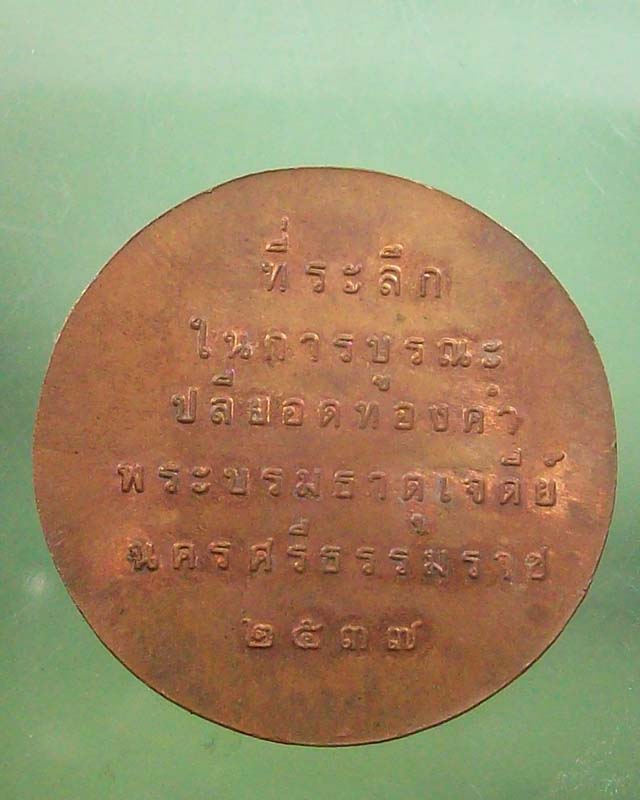 ที่ระลึก
ในการบูรณะ
ปลียอดทองคำ
พระบรมธาตุเจดีย์
นครศรีธรรมราช
๒๕๓๗